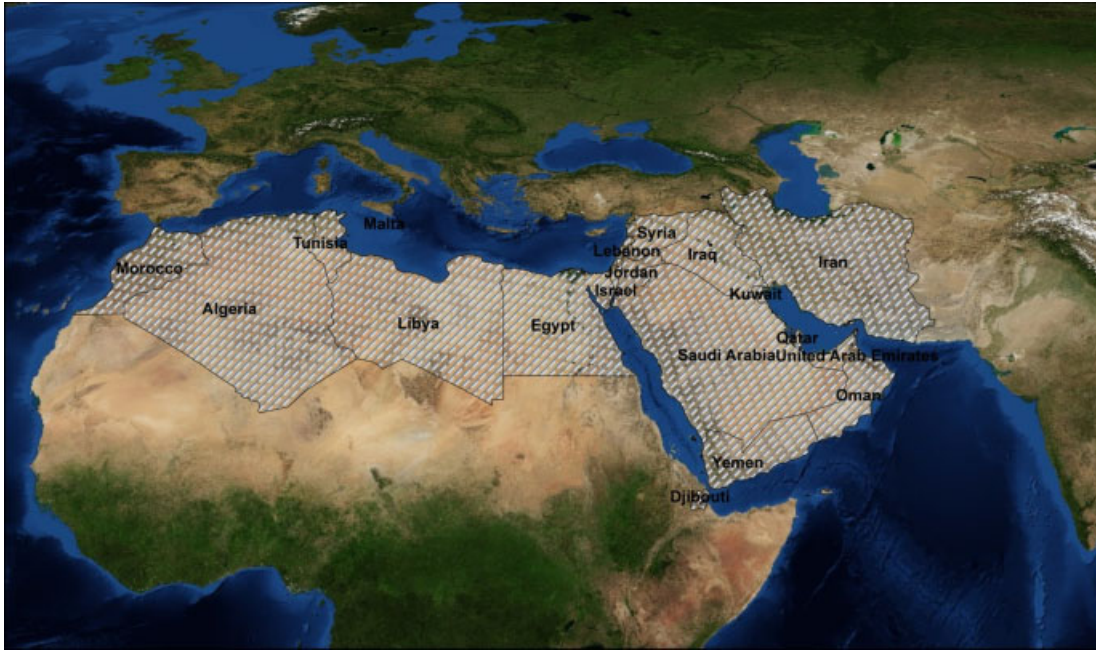 Malta
Syria
Tunisia
Lebanon
Iraq
Iran
Morocco
Jordan
Israel
Kuwait
Algeria
Libya
Egypt
Qatar
Saudi Arabia
United Arab Emirates
Oman
Yemen
Djibouti